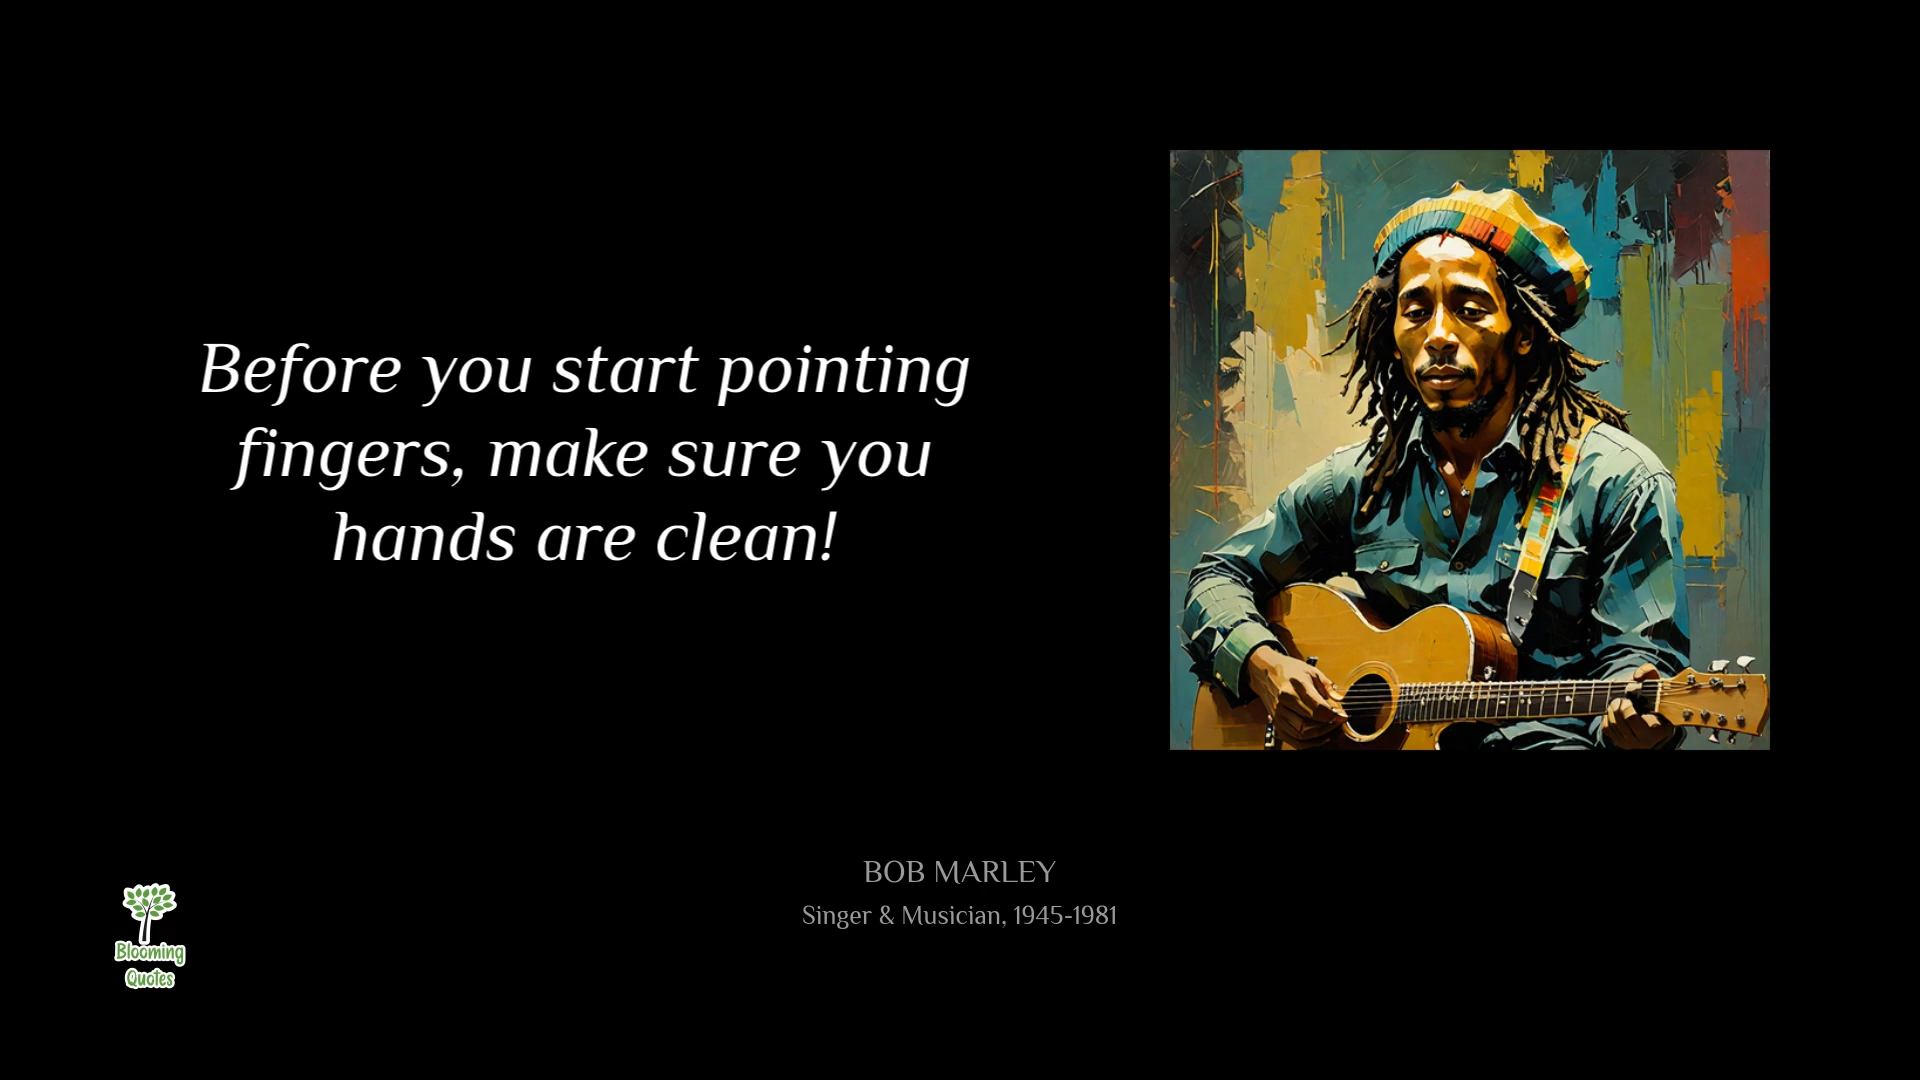 Before you start pointing
fingers, make sure you
hands are clean!
BOB MARLEY
Singer & Musician, 1945-1981
Blooming
Quotes